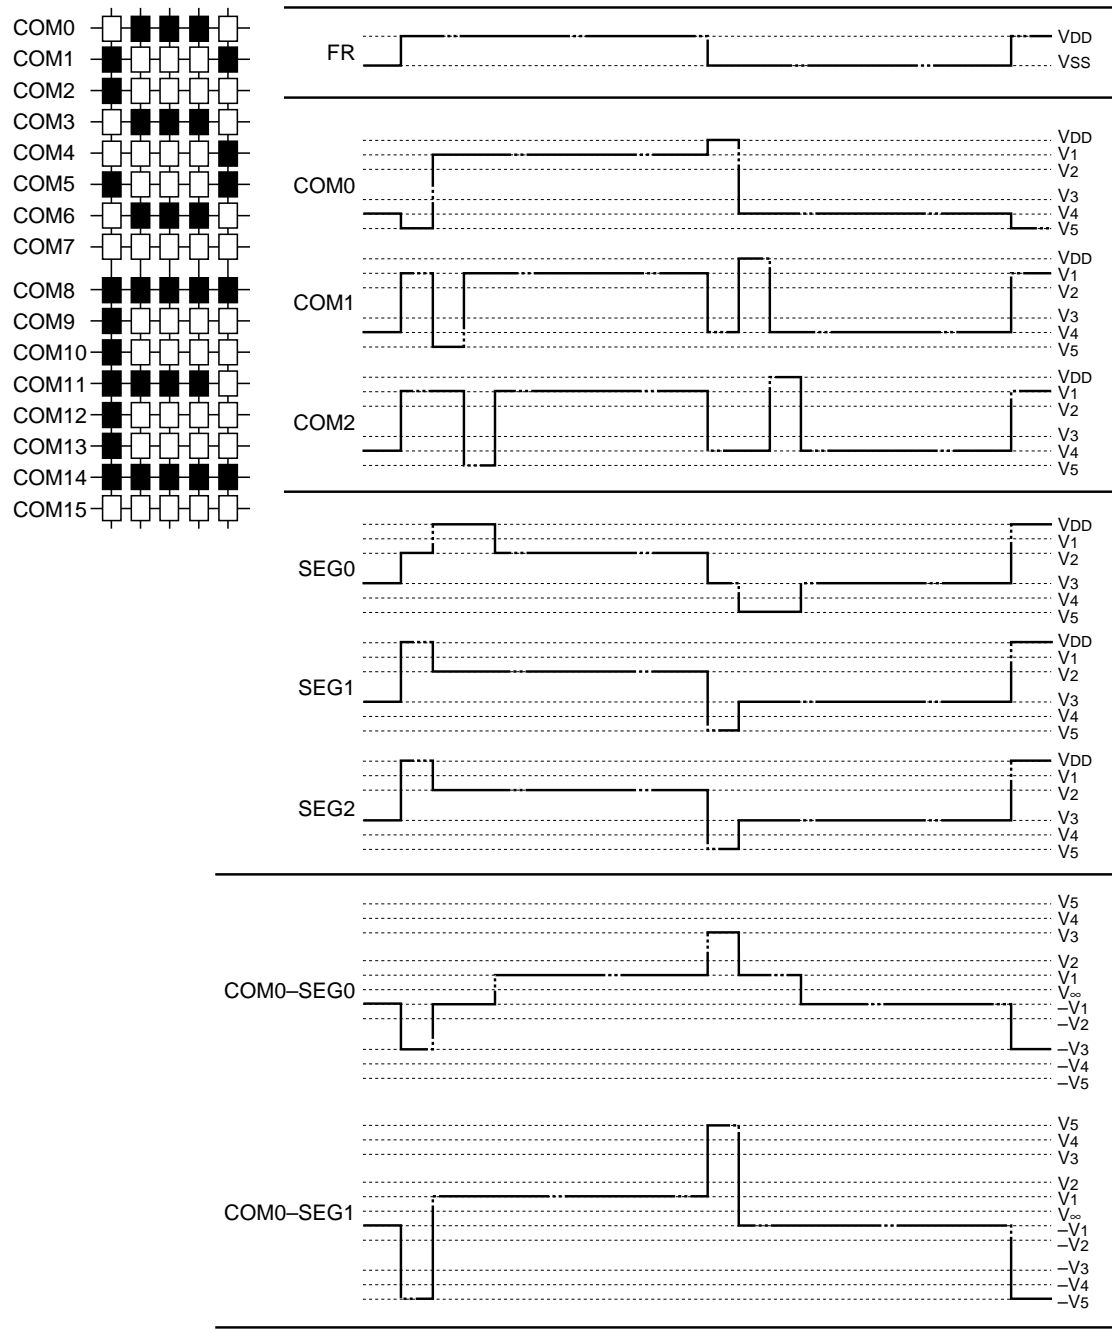 COM0
COM1
COM2
COM3
COM4
COM5
COM6
COM7
COM8
COM9
COM10
COM11
COM12
COM13
COM14
COM15
FR
VDD
VSS
COM0
VDD
V1
V2
V3
V4
V5
COM1
VDD
V1
V2
V3
V4
V5
COM2
VDD
V1
V2
V3
V4
V5
SEG0
VDD
V1
V2
V3
V4
V5
SEG1
VDD
V1
V2
V3
V4
V5
SEG2
VDD
V1
V2
V3
V4
V5
COM0–SEG0
V5
V4
V3
V2
V1
V∞
–V1
–V2
–V3
–V4
–V5
COM0–SEG1
V5
V4
V3
V2
V1
V∞
–V1
–V2
–V3
–V4
–V5